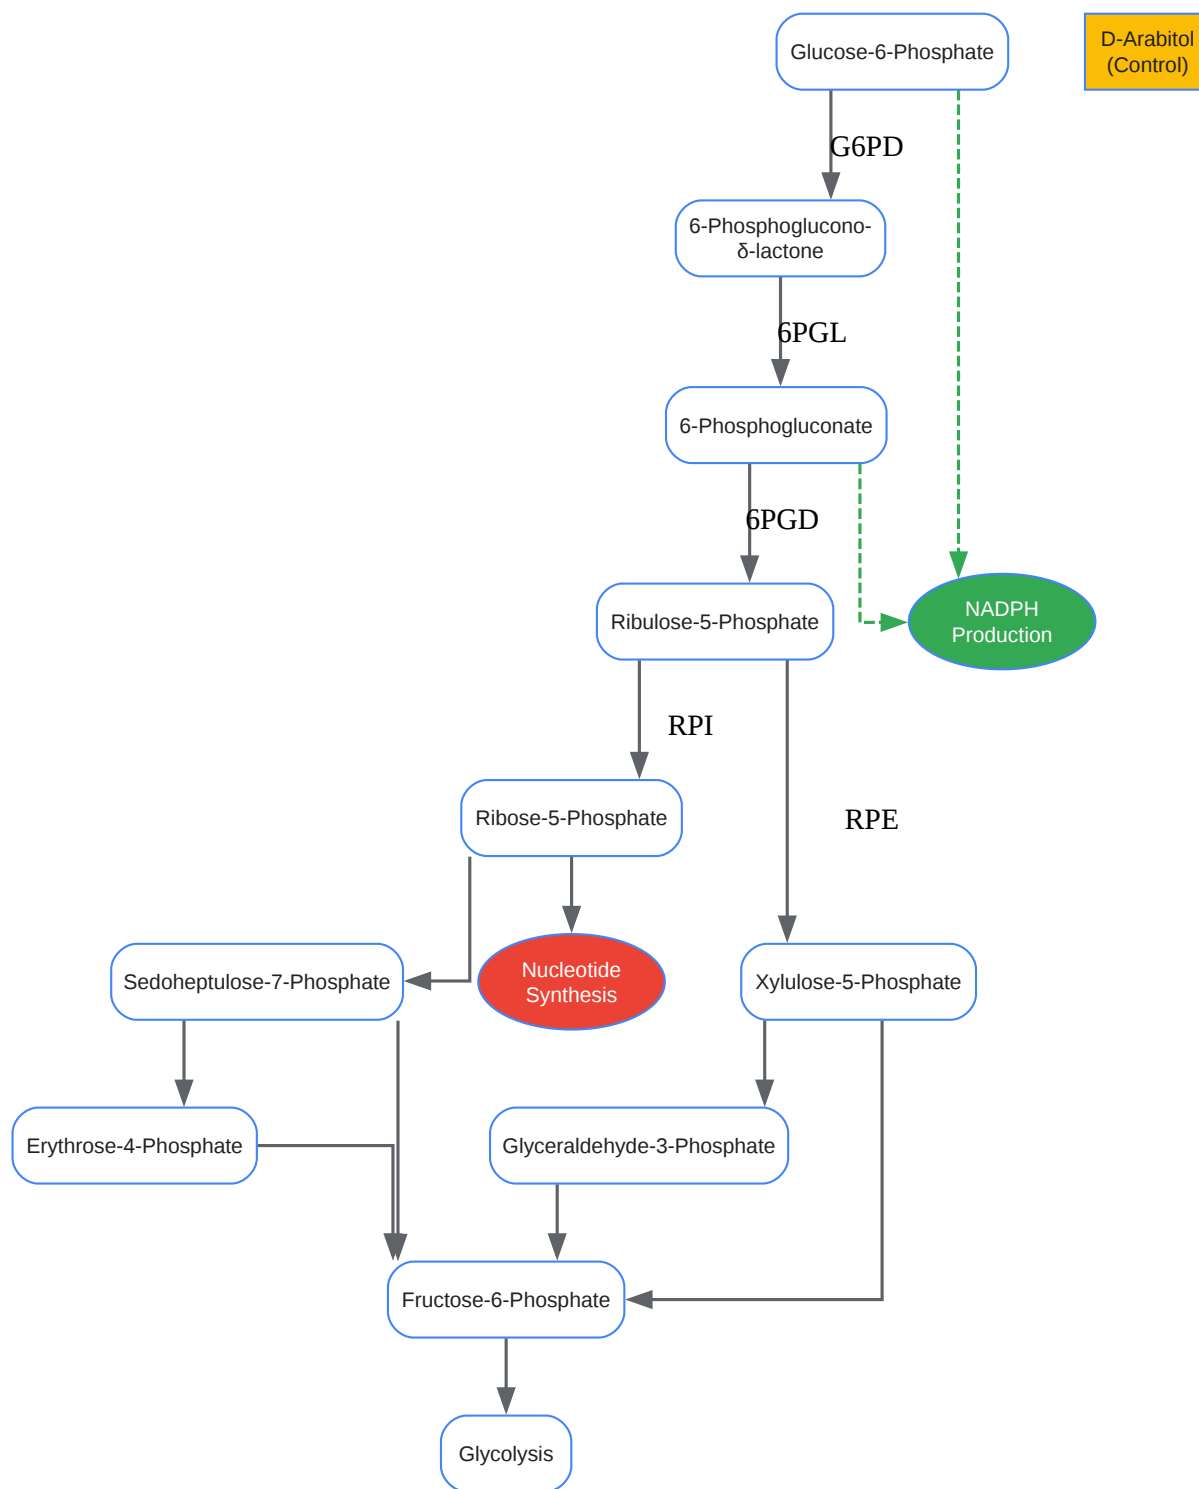 Glucose-6-Phosphate
D-Arabitol
(Control)
G6PD
6-Phosphoglucono-
δ-lactone
6PGL
6-Phosphogluconate
6PGD
Ribulose-5-Phosphate
NADPH
Production
RPI
Ribose-5-Phosphate
RPE
Sedoheptulose-7-Phosphate
Nucleotide
Synthesis
Xylulose-5-Phosphate
Erythrose-4-Phosphate
Glyceraldehyde-3-Phosphate
Fructose-6-Phosphate
Glycolysis